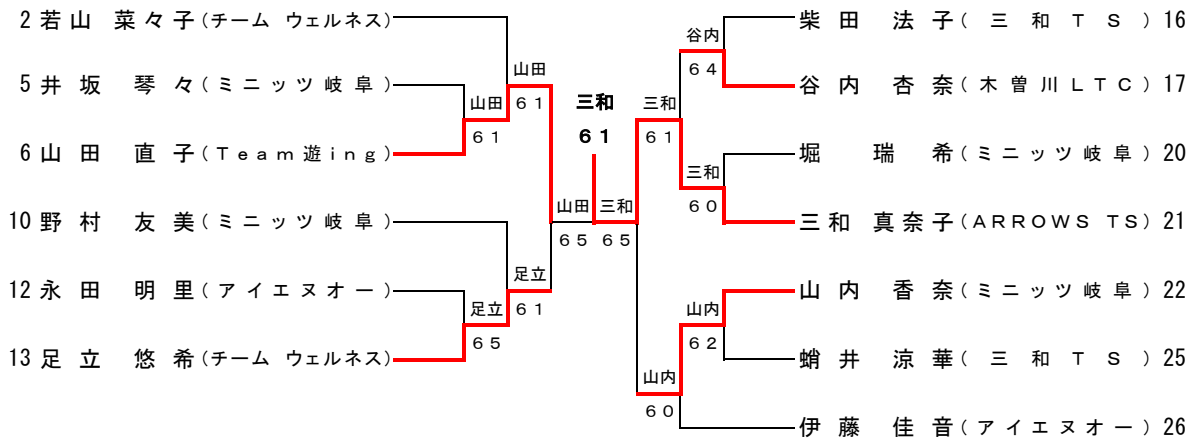 2 若山 菜々子(チーム ウェルネス)
5 井坂 琴々(ミニッツ岐阜)
6 山田 直子(Team遊ing)
10 野村 友美(ミニッツ岐阜)
12 永田 明里(アイエヌオー)
13 足立 悠希(チーム ウェルネス)
山田
61
山田
61
足立
65
足立
61
山田
65
三和
61
三和
65
三和
61
谷内
64
三和
60
山内
62
山内
60
柴田 法子(三和TS) 16
谷内 杏奈(木曽川LTC) 17
堀 瑞希(ミニッツ岐阜) 20
三和 真奈子(ARROWS TS) 21
山内 香奈(ミニッツ岐阜) 22
蛸井 涼華(三和TS) 25
伊藤 佳音(アイエヌオー) 26